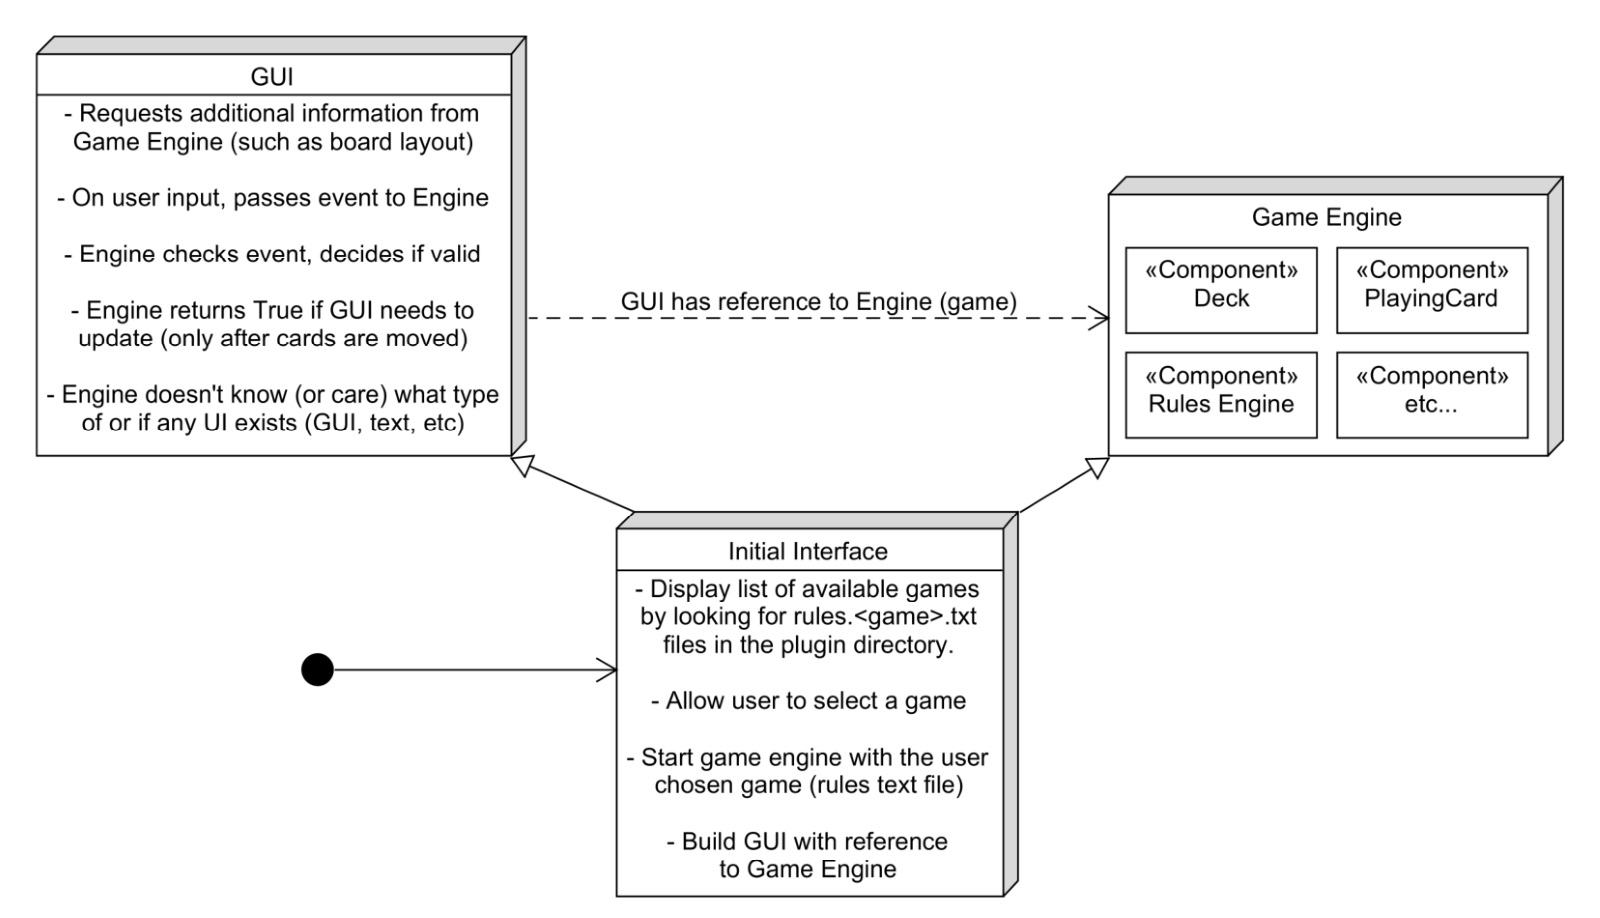 GUI
- Requests additional information from
Game Engine (such as board layout)
- On user input, passes event to Engine
- Engine checks event, decides if valid
- Engine returns True if GUI needs to
update (only after cards are moved)
- Engine doesn't know (or care) what type
of or if any UI exists (GUI, text, etc)
GUI has reference to Engine (game)
Game Engine
«Component»
Deck
«Component»
PlayingCard
«Component»
Rules Engine
«Component»
etc...
Initial Interface
- Display list of available games
by looking for rules.<game>.txt
files in the plugin directory.
- Allow user to select a game
- Start game engine with the user
chosen game (rules text file)
- Build GUI with reference
to Game Engine